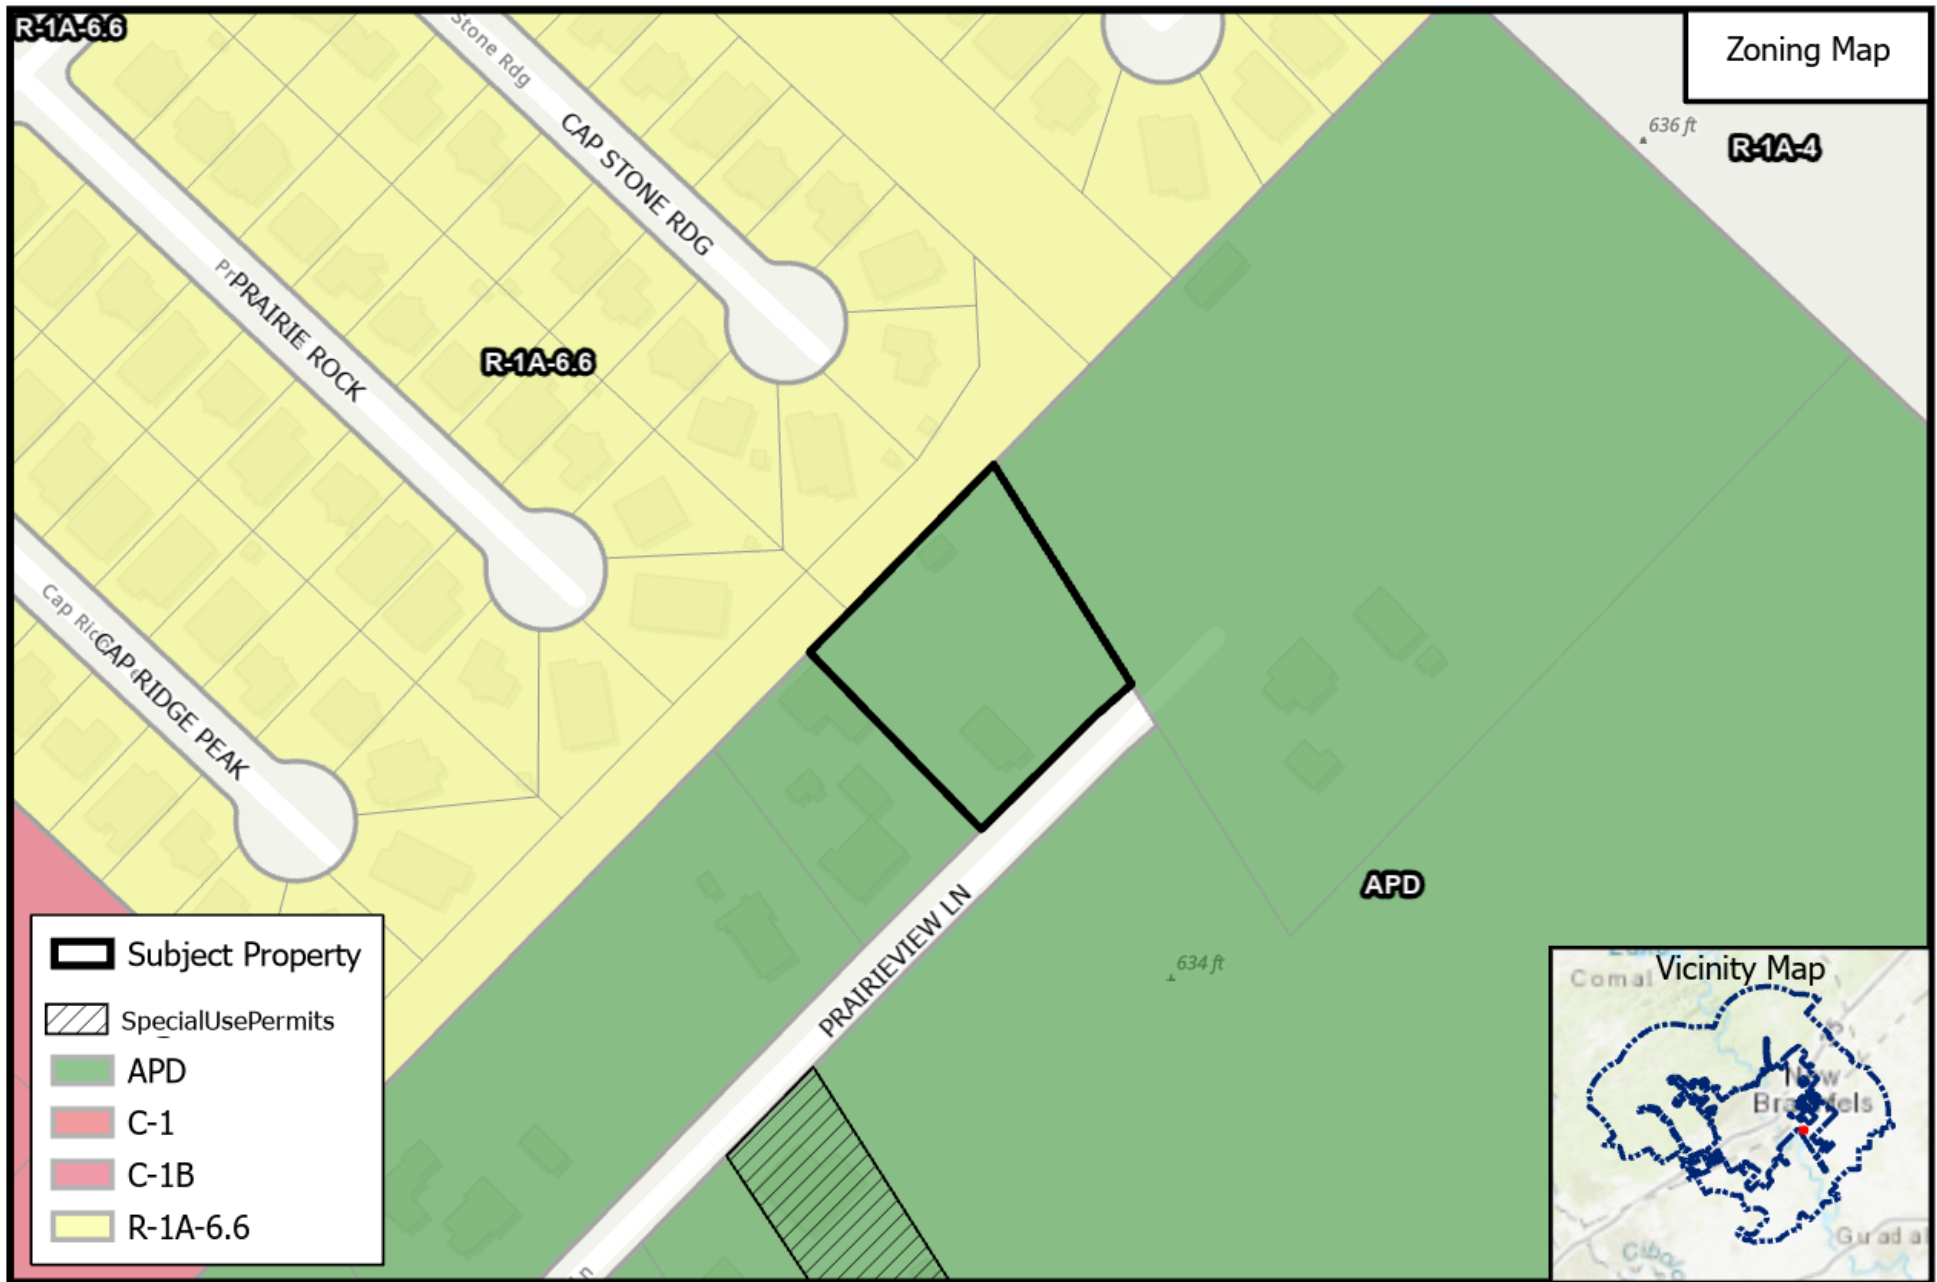 R-1A-6.6
Stone Rdg
Zoning Map
636 ft
R-1A-4
CAP STONE RDG
PRAIRIE ROCK
R-1A-6.6
CAP RIDGE PEAK
APD
PRAIRIEVIEW LN
634 ft
Subject Property
SpecialUsePermits
APD
C-1
C-1B
R-1A-6.6
Vicinity Map
Comal
New
Braunfels